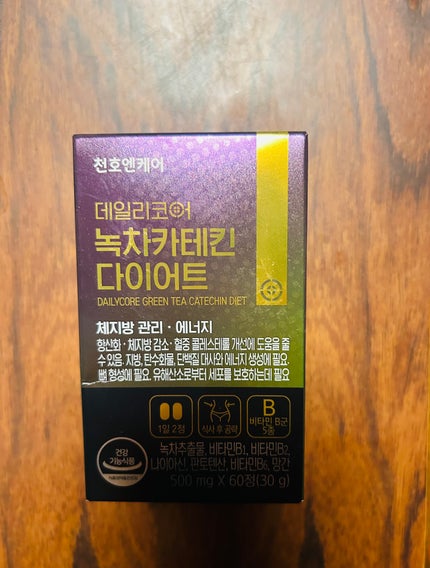 천호엔케어
데일리코어
녹차카테킨
다이어트
DAILYCORE GREEN TEA CATECHIN DIET
체지방 관리 · 에너지
항산화 · 체지방 감소 · 혈중 콜레스테롤 개선에 도움을 줄
수 있음. 지방, 탄수화물, 단백질 대사와 에너지 생성에 필요.
뼈 형성에 필요. 유해산소로부터 세포를 보호하는데 필요
1일 2정
식사 후 공략
B
비타민 B군
5종
녹차추출물, 비타민B1, 비타민B2,
나이아신, 판토텐산, 비타민B6, 망간
건강
기능식품
500 mg X 60정(30 g)